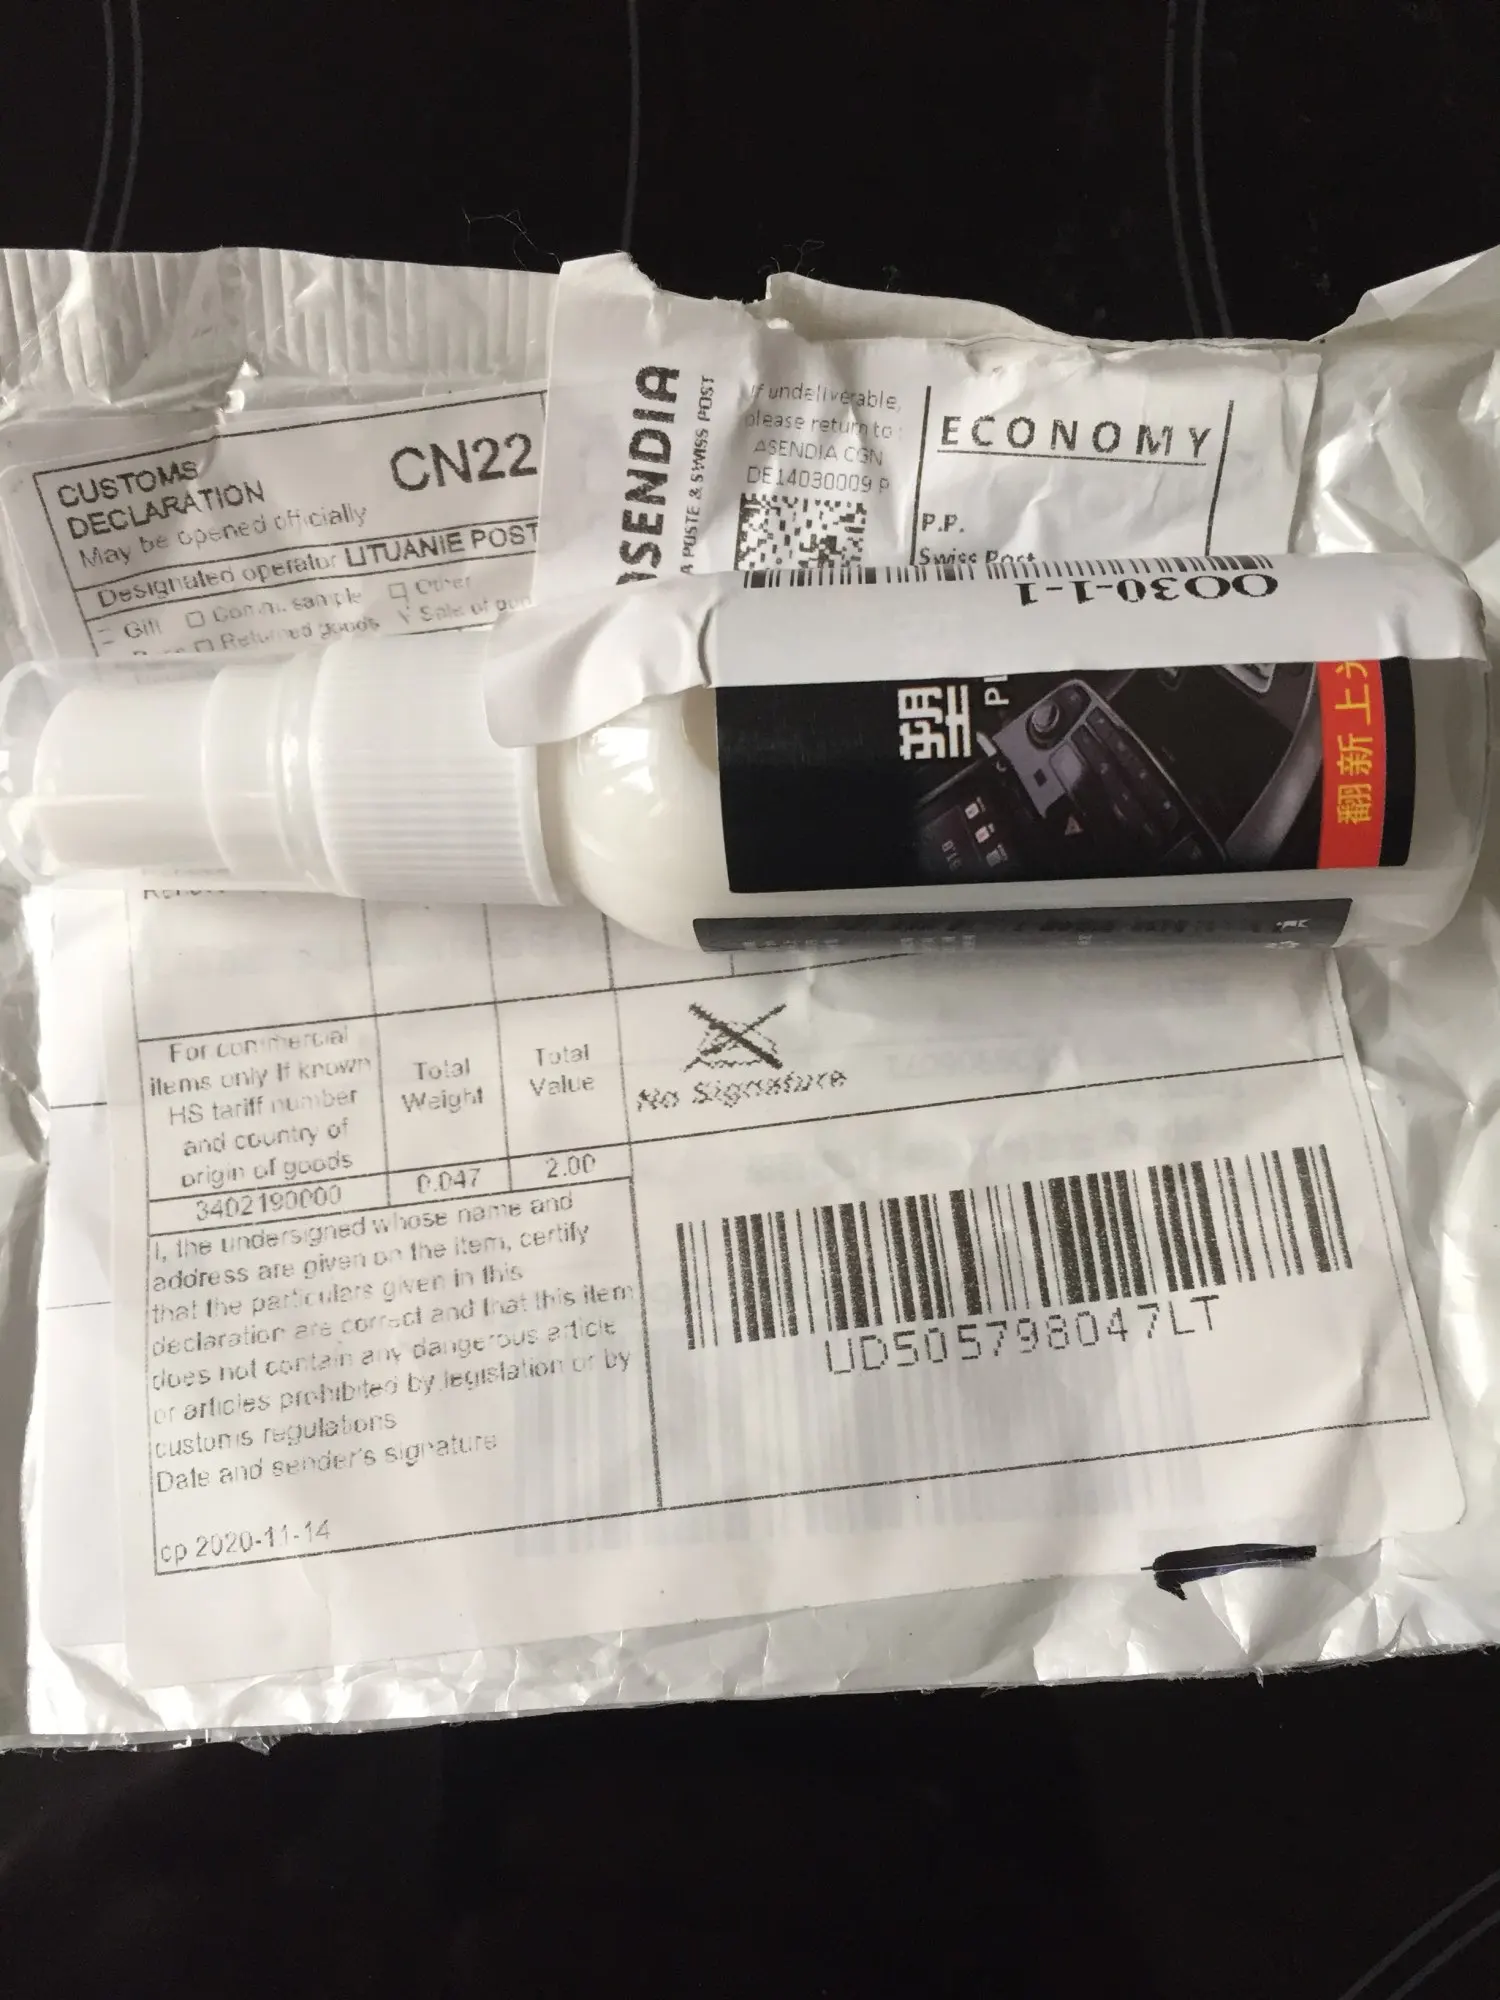 CUSTOMS
DECLARATION
CN22
May be opened officially
Designated operator LITUANIE POST
Gift
Comm. sample
Other
Returned goods
Sale of
ASENDIA
A POSTE & SWISS POST
If undeliverable,
please return to :
ASENDIA CGN
DE14030009 P
ECONOMY
P.P.
Swiss Post
OO30-1-1
塑
翻新上
For commercial
items only If known
HS tariff number
and country of
origin of goods
Total
Weight
Total
Value
No Signature
3402190000
0.047
2.00
I, the undersigned whose name and
address are given on the item, certify
that the particulars given in this
declaration are correct and that this item
does not contain any dangerous article
or articles prohibited by legislation or by
customs regulations
Date and sender's signature
cp 2020-11-14
UD505798047LT